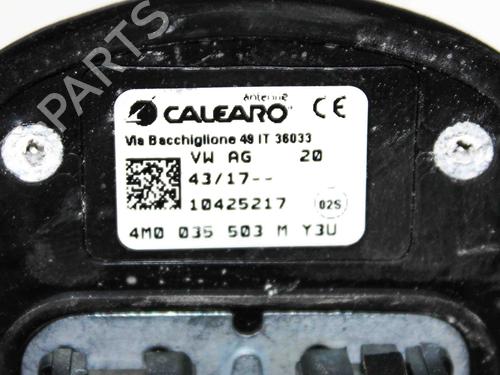 antenne
CALEARO
CE
Via Bacchiglione 49 IT 36033
VW AG 20
43/17--
10425217
02S
4M0 035 503 M Y3U
PARTS